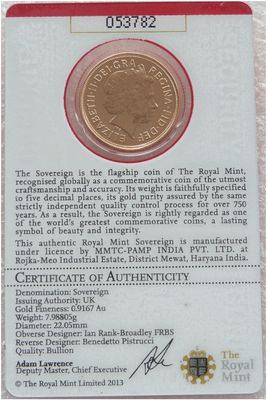 053782
ELIZABETH·II·DEI·GRA REGINA·FID·DEF
The Sovereign is the flagship coin of The Royal Mint,
recognised globally as a commemorative coin of the utmost
craftsmanship and accuracy. Its weight is faithfully specified
to five decimal places, its gold purity assured by the same
strictly independent quality control process for over 750
years. As a result, the Sovereign is rightly regarded as one
of the world's greatest commemorative coins, a lasting
symbol of beauty and integrity.
This authentic Royal Mint Sovereign is manufactured
under licence by MMTC-PAMP INDIA PVT. LTD. at
Rojka-Meo Industrial Estate, District Mewat, Haryana India.
CERTIFICATE OF AUTHENTICITY
Denomination: Sovereign
Issuing Authority: UK
Gold Fineness: 0.9167 Au
Weight: 7.98805g
Diameter: 22.05mm
Obverse Designer: Ian Rank-Broadley FRBS
Reverse Designer: Benedetto Pistrucci
Quality: Bullion
Adam Lawrence
Deputy Master, Chief Executive
© The Royal Mint Limited 2013
The
Royal
Mint